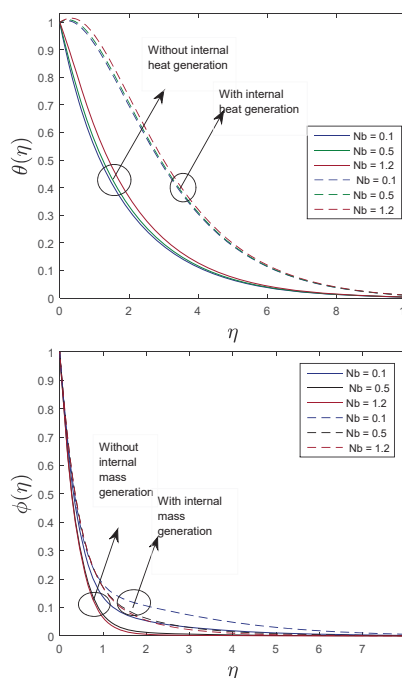 1
0.9
0.8
0.7
0.6
0.5
0.4
0.3
0.2
0.1
0
θ(η)
Without internal
heat generation
With internal
heat generation
Nb = 0.1
Nb = 0.5
Nb = 1.2
Nb = 0.1
Nb = 0.5
Nb = 1.2
0 2 4 6 8 10
η
1
0.9
0.8
0.7
0.6
0.5
0.4
0.3
0.2
0.1
0
ϕ(η)
Without
internal
mass
generation
With internal
mass
generation
Nb = 0.1
Nb = 0.5
Nb = 1.2
Nb = 0.1
Nb = 0.5
Nb = 1.2
0 1 2 3 4 5 6 7
η